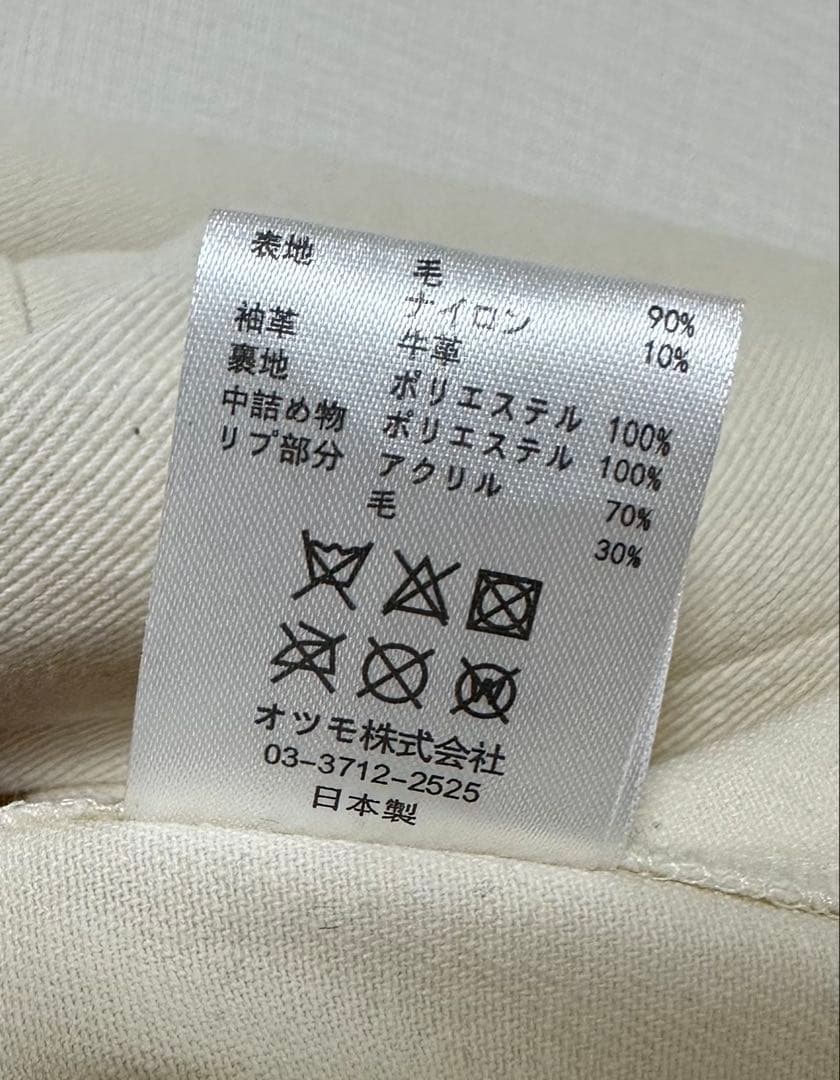 表地 毛 90%
ナイロン 10%
袖革 牛革
裏地 ポリエステル 100%
中詰め物 ポリエステル 100%
リブ部分 アクリル 70%
毛 30%
W
オツモ株式会社
03-3712-2525
日本製